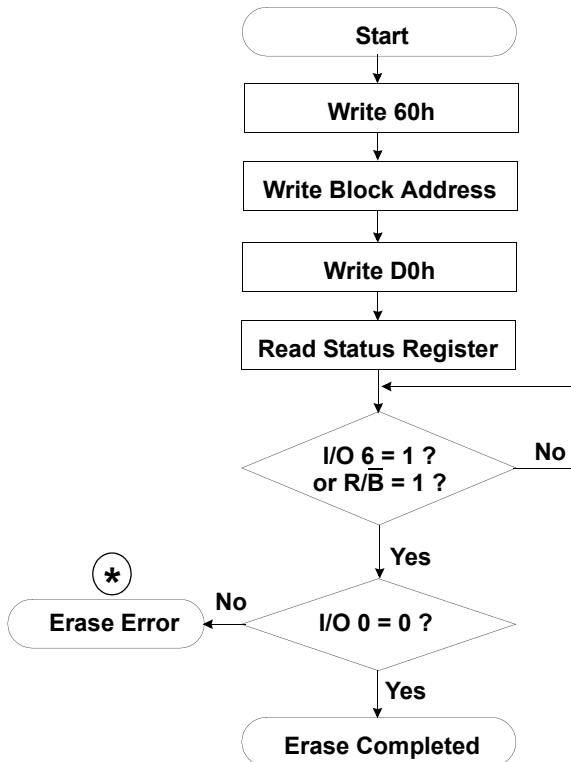 Start
Write 60h
Write Block Address
Write D0h
Read Status Register
I/O 6 = 1 ?
or R/B̅ = 1 ?
No
Yes
*
No
Erase Error
I/O 0 = 0 ?
Yes
Erase Completed